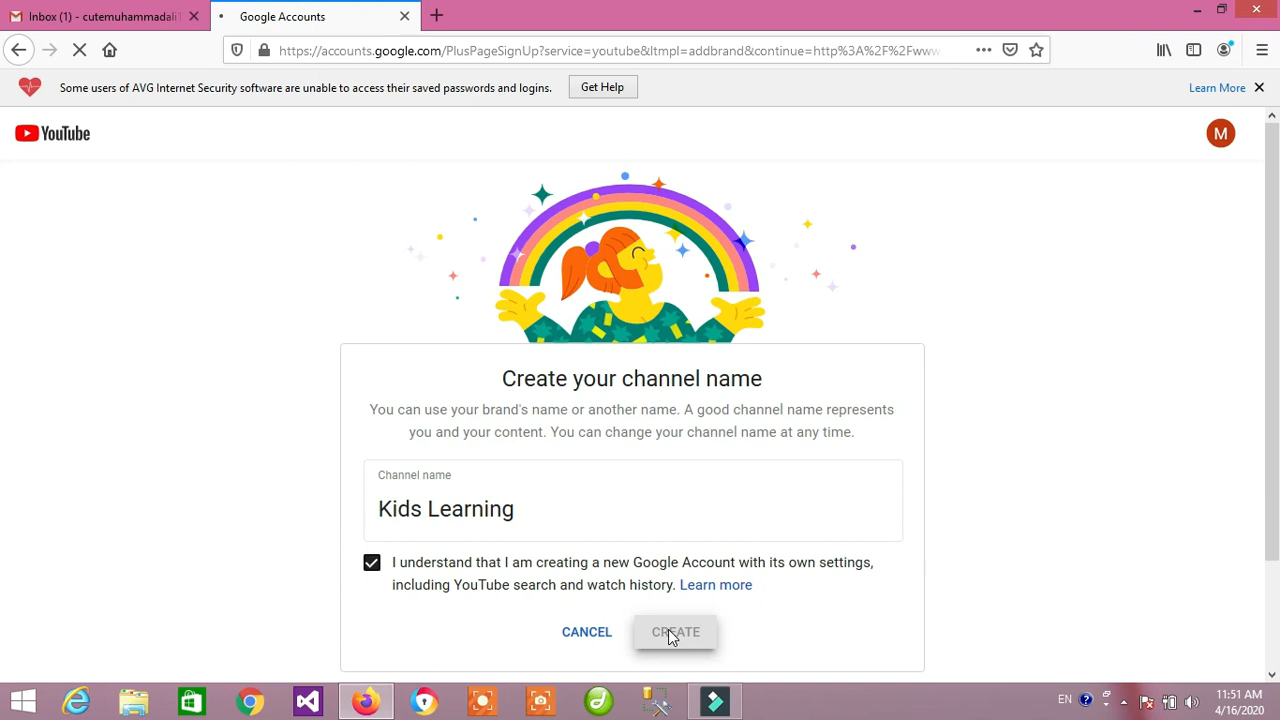 Inbox (1) - cutemuhammadali1
Google Accounts
https://accounts.google.com/PlusPageSignUp?service=youtube&ltmpl=addbrand&continue=http%3A%2F%2Fwww
Some users of AVG Internet Security software are unable to access their saved passwords and logins.
Get Help
Learn More
YouTube
M
Create your channel name
You can use your brand's name or another name. A good channel name represents
you and your content. You can change your channel name at any time.
Channel name
Kids Learning
I understand that I am creating a new Google Account with its own settings,
including YouTube search and watch history. Learn more
CANCEL
CREATE
EN
11:51 AM
4/16/2020